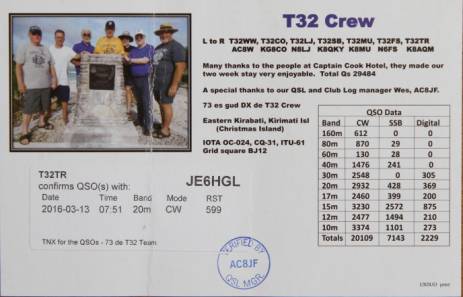 T32 Crew
L to R T32WW, T32CO, T32LJ, T32SB, T32MU, T32FS, T32TR
AC8W KG8CO N8LJ K8QKY K8MU N6FS K8AQM
Many thanks to the people at Captain Cook Hotel, they made our
two week stay very enjoyable. Total Qs 29484
A special thanks to our QSL and Club Log manager Wes, AC8JF.
73 es gud DX de T32 Crew
Eastern Kirabati, Kirimati Isl
(Christmas Island)
IOTA OC-024, CQ-31, ITU-61
Grid square BJ12
QSO Data
Band CW SSB Digital
160m 612 0 0
80m 870 29 0
60m 130 28 0
40m 1476 241 0
30m 2548 0 305
20m 2932 428 369
17m 2460 399 200
15m 3230 2572 875
12m 2477 1494 210
10m 3374 1101 273
Totals 20109 7143 2229
T32TR
confirms QSO(s) with: JE6HGL
Date Time Band Mode RST
2016-03-13 07:51 20m CW 599
TNX for the QSOs - 73 de T32 Team
VERIFIED BY
AC8JF
QSL MGR